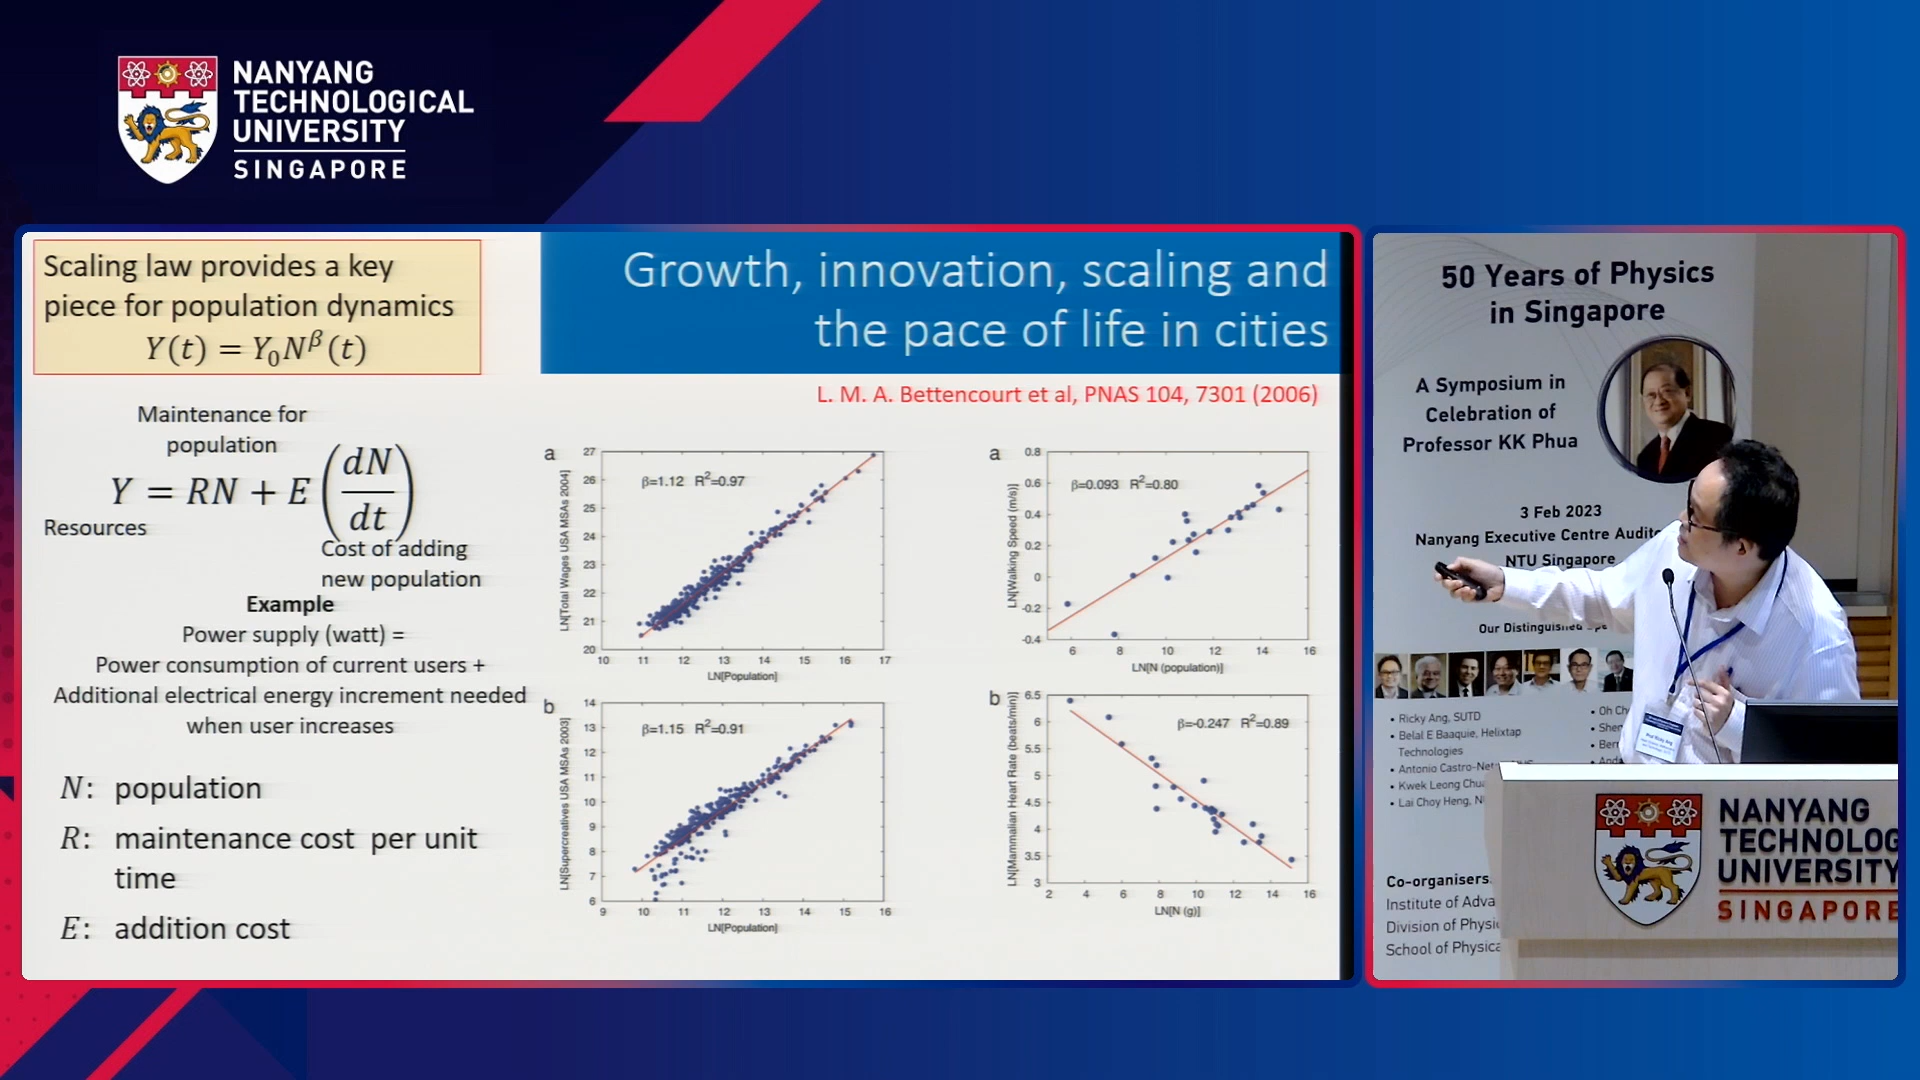 NANYANG
TECHNOLOGICAL
UNIVERSITY
SINGAPORE
Scaling law provides a key
piece for population dynamics
Y(t) = Y₀N^β(t)
Growth, innovation, scaling and
the pace of life in cities
L. M. A. Bettencourt et al, PNAS 104, 7301 (2006)
Maintenance for
population
Y = RN + E(dN/dt)
Resources
Cost of adding
new population
Example
Power supply (watt) =
Power consumption of current users +
Additional electrical energy increment needed
when user increases
N: population
R: maintenance cost per unit
time
E: addition cost
a
β=1.12 R²=0.97
LN[Total Wages USA MSAs 2004]
27
26
25
24
23
22
21
20
10 11 12 13 14 15 16 17
LN[Population]
b
β=1.15 R²=0.91
LN[Supercreatives USA MSAs 2003]
14
13
12
11
10
9
8
7
6
9 10 11 12 13 14 15 16
LN[Population]
a
β=0.093 R²=0.80
LN[Walking Speed (m/s)]
0.8
0.6
0.4
0.2
0
-0.2
-0.4
6 8 10 12 14 16
LN[N (population)]
b
β=-0.247 R²=0.89
LN[Mammalian Heart Rate (beats/min)]
6.5
6
5.5
5
4.5
4
3.5
3
2 4 6 8 10 12 14 16
LN[N (g)]
50 Years of Physics
in Singapore
A Symposium in
Celebration of
Professor KK Phua
3 Feb 2023
Nanyang Executive Centre Audito
NTU Singapore
Our Distinguished Spe
• Ricky Ang, SUTD
• Belal E Baaquie, Helixtap
Technologies
• Antonio Castro-Net
• Kwek Leong Chua
• Lai Choy Heng, N
• Oh Ch
• Shen
• Ber
• Anda
Co-organisers
Institute of Adva
Division of Physi
School of Physica
NANYANG
TECHNOLOG
UNIVERSITY
SINGAPORE